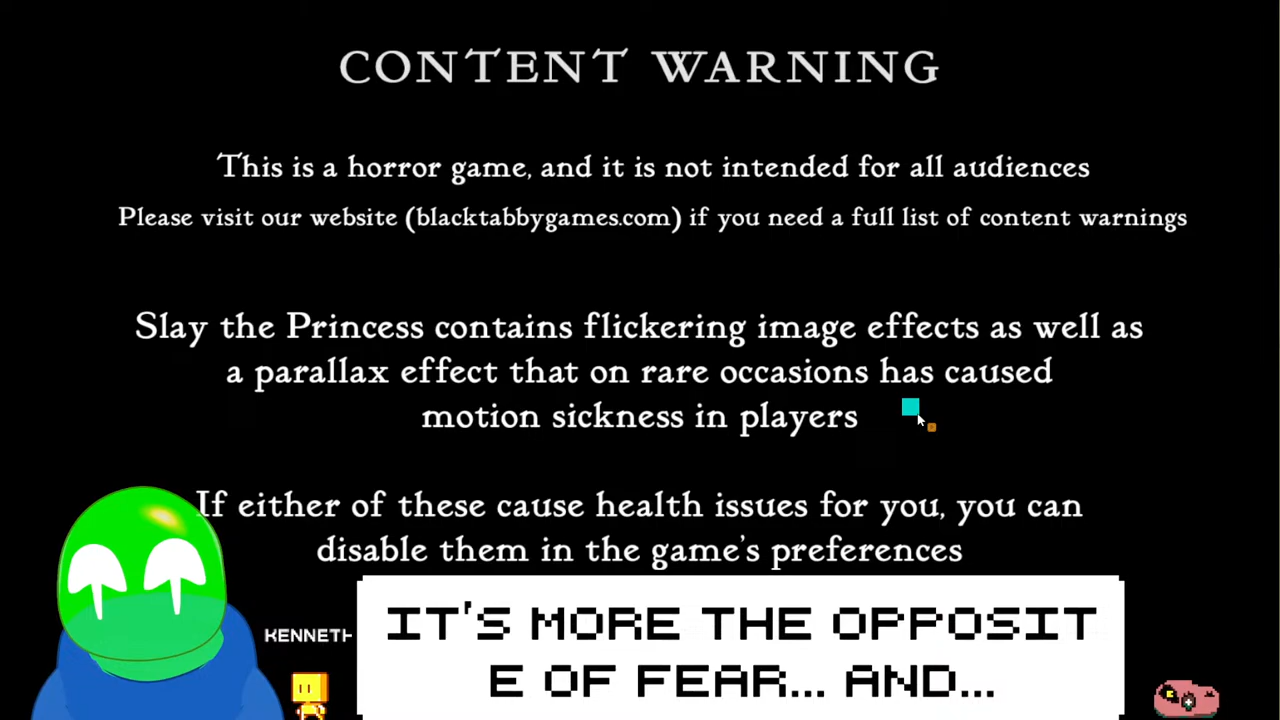 CONTENT WARNING
This is a horror game, and it is not intended for all audiences
Please visit our website (blacktabbygames.com) if you need a full list of content warnings
Slay the Princess contains flickering image effects as well as
a parallax effect that on rare occasions has caused
motion sickness in players
If either of these cause health issues for you, you can
disable them in the game's preferences
KENNETH
IT'S MORE THE OPPOSIT
E OF FEAR... AND...